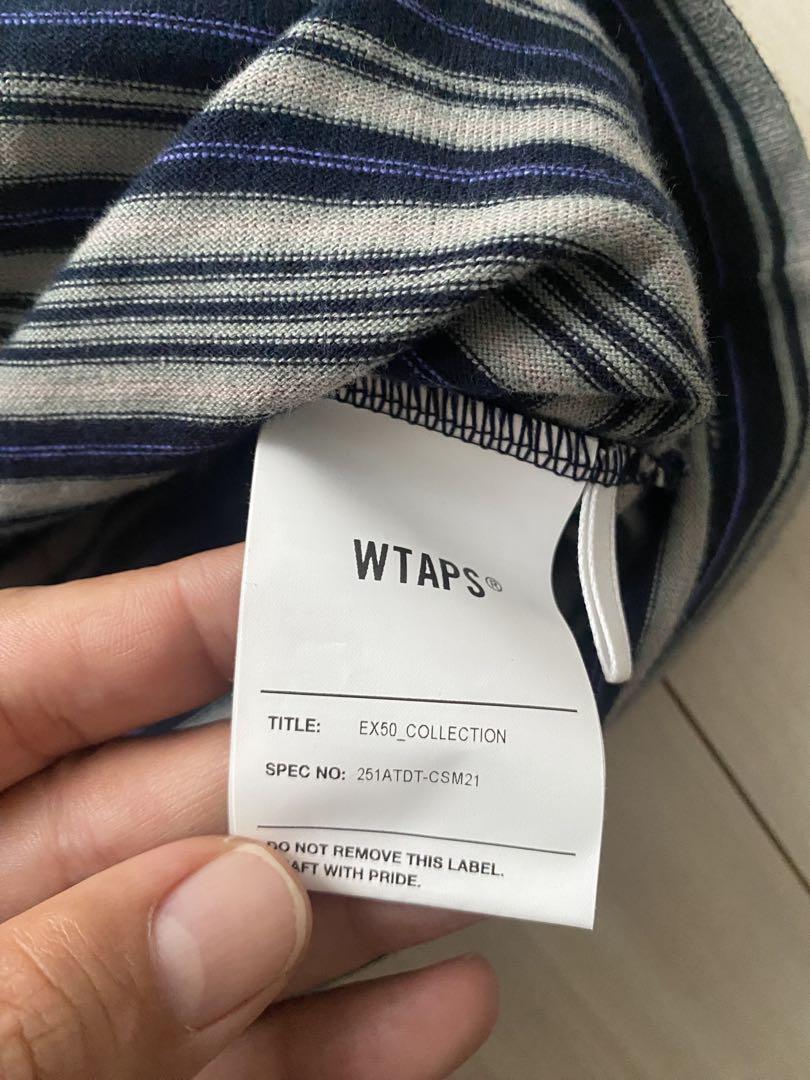 WTAPS®
TITLE: EX50_COLLECTION
SPEC NO: 251ATDT-CSM21
DO NOT REMOVE THIS LABEL.
WITH PRIDE.